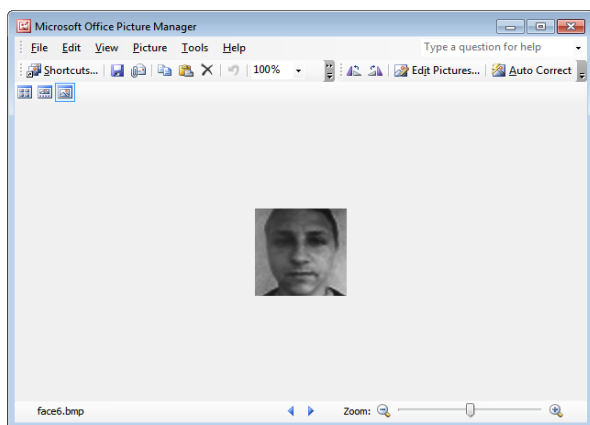 Microsoft Office Picture Manager
File Edit View Picture Tools Help Type a question for help
Shortcuts... 100% Edit Pictures... Auto Correct
face6.bmp Zoom: